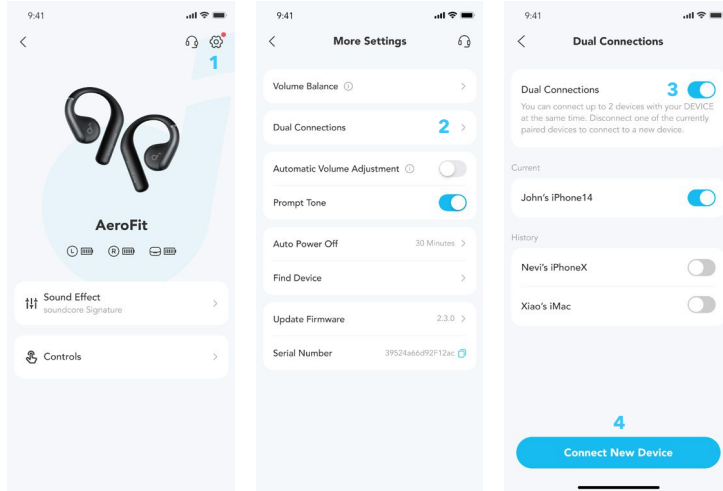 9:41
1
AeroFit
L
R
Sound Effect
soundcore Signature
Controls
9:41
More Settings
Volume Balance
Dual Connections
2
Automatic Volume Adjustment
Prompt Tone
Auto Power Off
30 Minutes
Find Device
Update Firmware
2.3.0
Serial Number
39524a66d92F12ac
9:41
Dual Connections
Dual Connections
3
You can connect up to 2 devices with your DEVICE
at the same time. Disconnect one of the currently
paired devices to connect to a new device.
Current
John's iPhone14
History
Nevi's iPhoneX
Xiao's iMac
4
Connect New Device